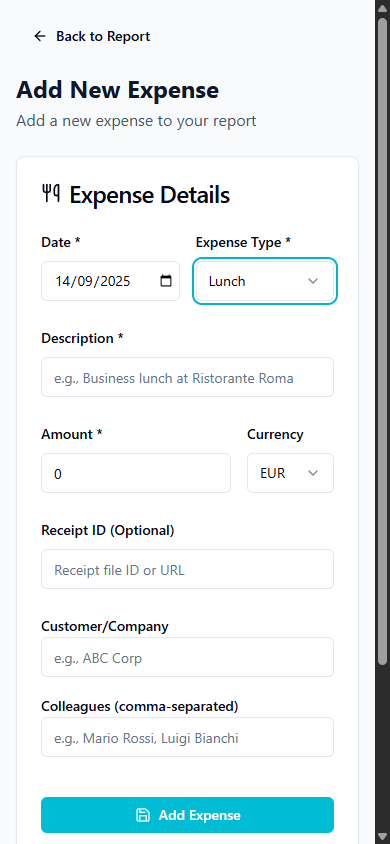 Back to Report
Add New Expense
Add a new expense to your report
Expense Details
Date * Expense Type *
14/09/2025 Lunch
Description *
e.g., Business lunch at Ristorante Roma
Amount * Currency
0 EUR
Receipt ID (Optional)
Receipt file ID or URL
Customer/Company
e.g., ABC Corp
Colleagues (comma-separated)
e.g., Mario Rossi, Luigi Bianchi
Add Expense